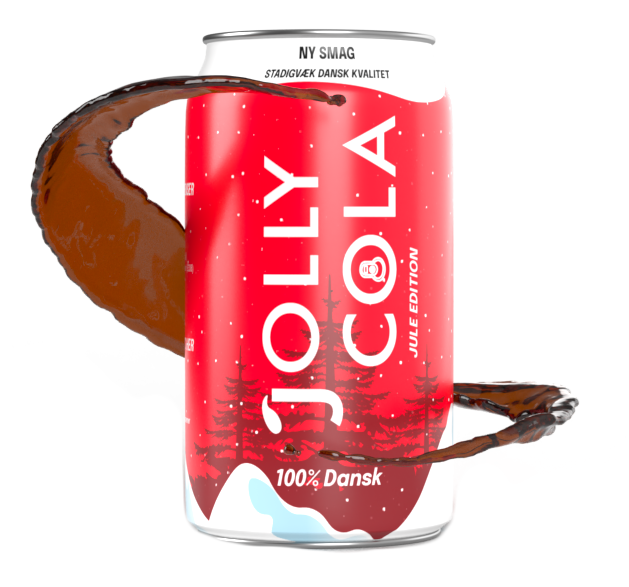 NY SMAG
STADIGVÆK DANSK KVALITET
JOLLY
COLA
JULE EDITION
100% Dansk